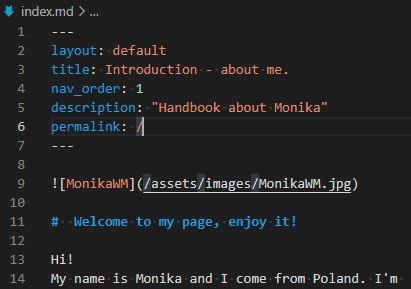 index.md > ...
1 ---
2 layout: default
3 title: Introduction - about me.
4 nav_order: 1
5 description: "Handbook about Monika"
6 permalink: /
7 ---
8
9 ![MonikaWM](/assets/images/MonikaWM.jpg)
10
11 #  Welcome to my page, enjoy it!
12
13 Hi!
14 My name is Monika and I come from Poland. I'm